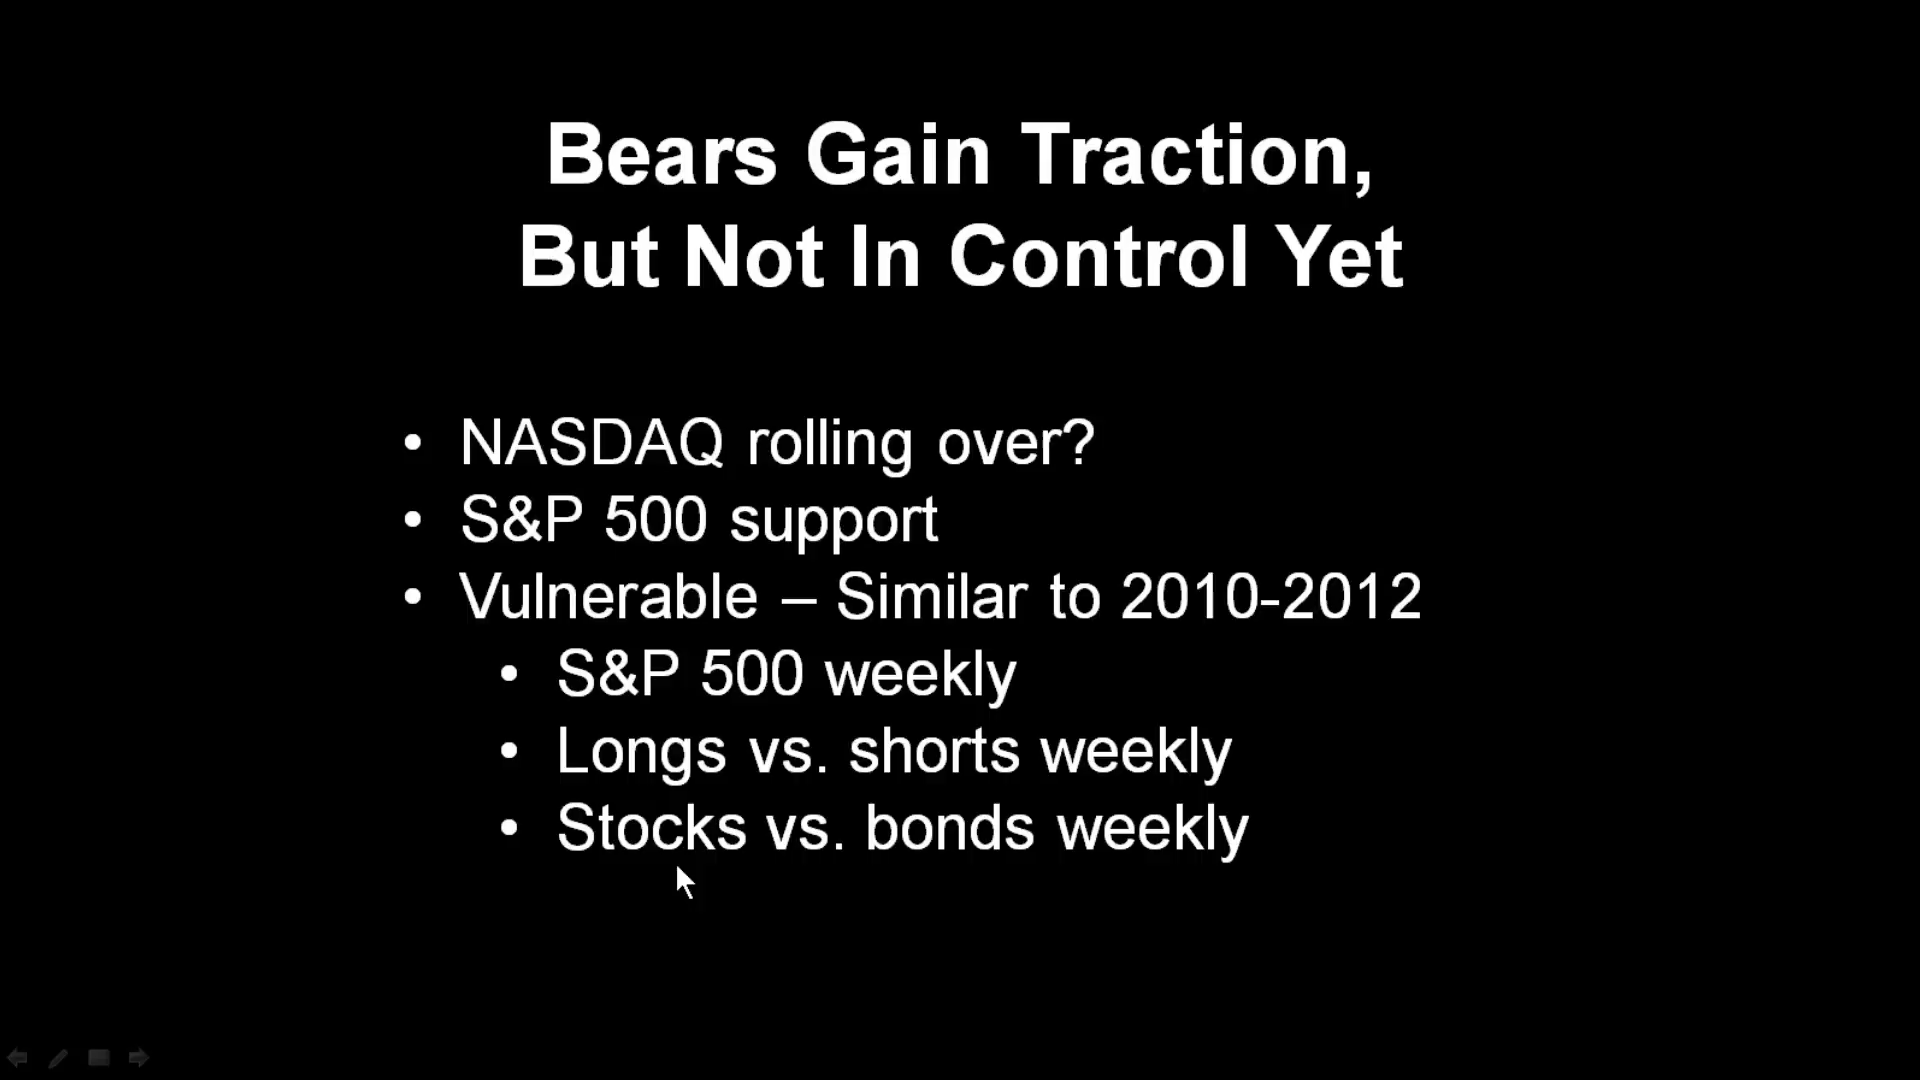 Bears Gain Traction,
But Not In Control Yet
• NASDAQ rolling over?
• S&P 500 support
• Vulnerable – Similar to 2010-2012
• S&P 500 weekly
• Longs vs. shorts weekly
• Stocks vs. bonds weekly